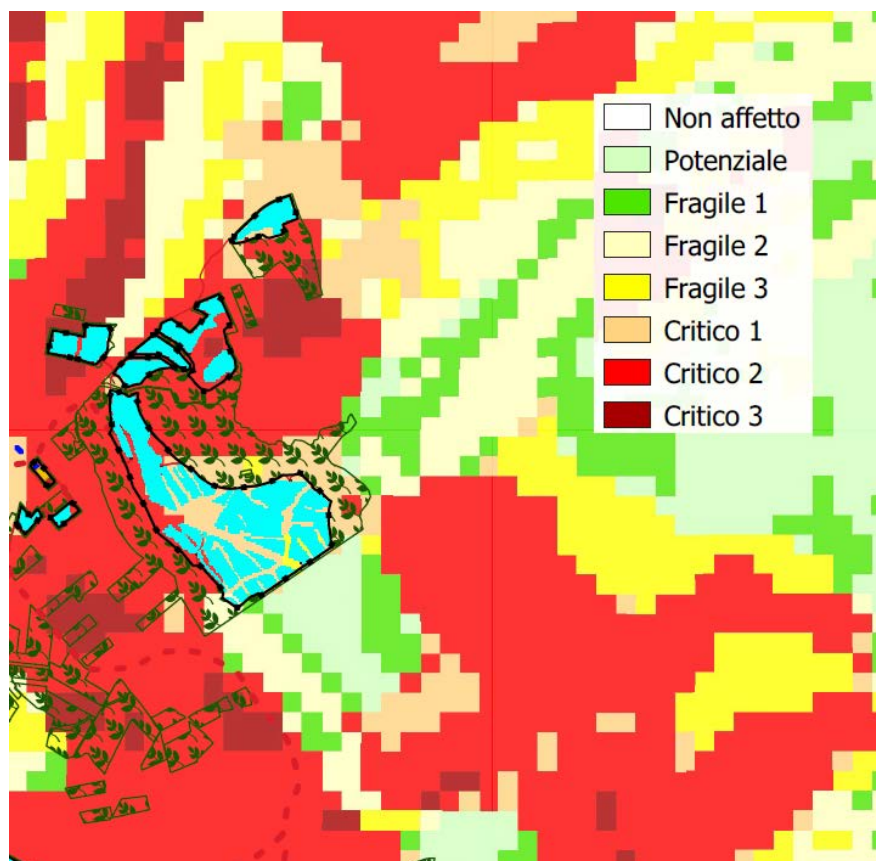 Non affetto
Potenziale
Fragile 1
Fragile 2
Fragile 3
Critico 1
Critico 2
Critico 3